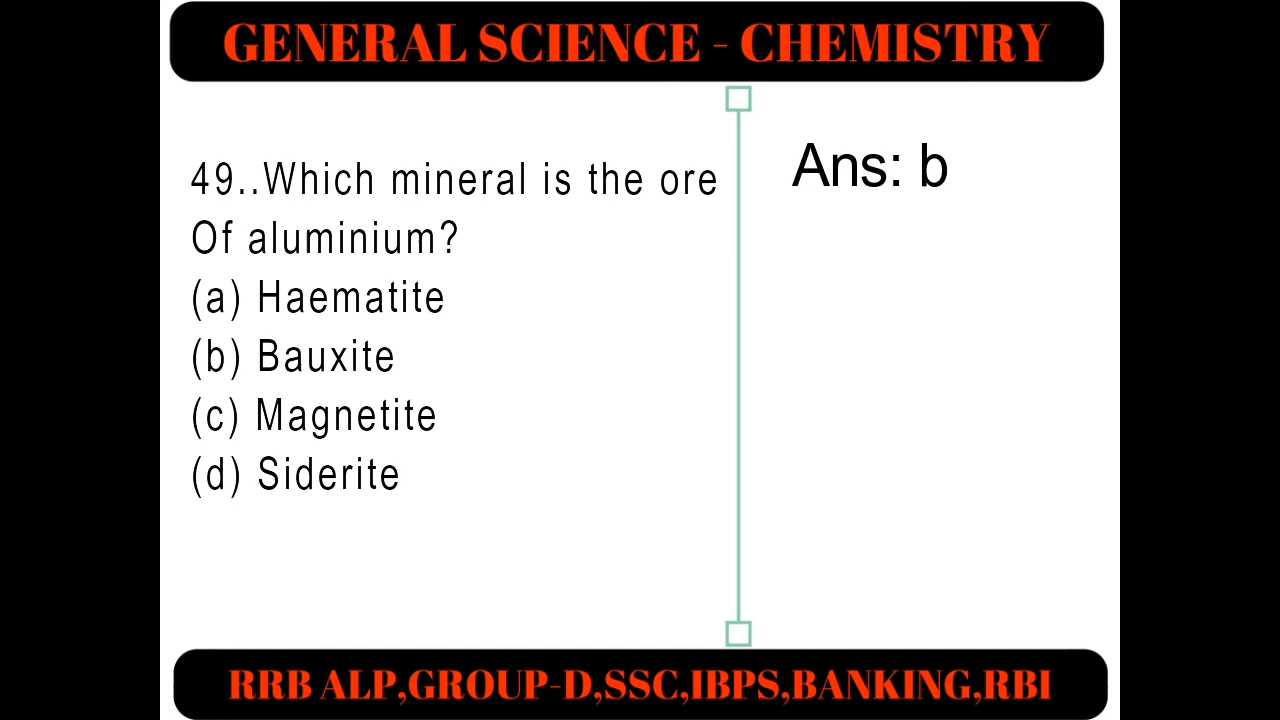 GENERAL SCIENCE - CHEMISTRY
49..Which mineral is the ore
Of aluminium?
(a) Haematite
(b) Bauxite
(c) Magnetite
(d) Siderite
Ans: b
RRB ALP,GROUP-D,SSC,IBPS,BANKING,RBI